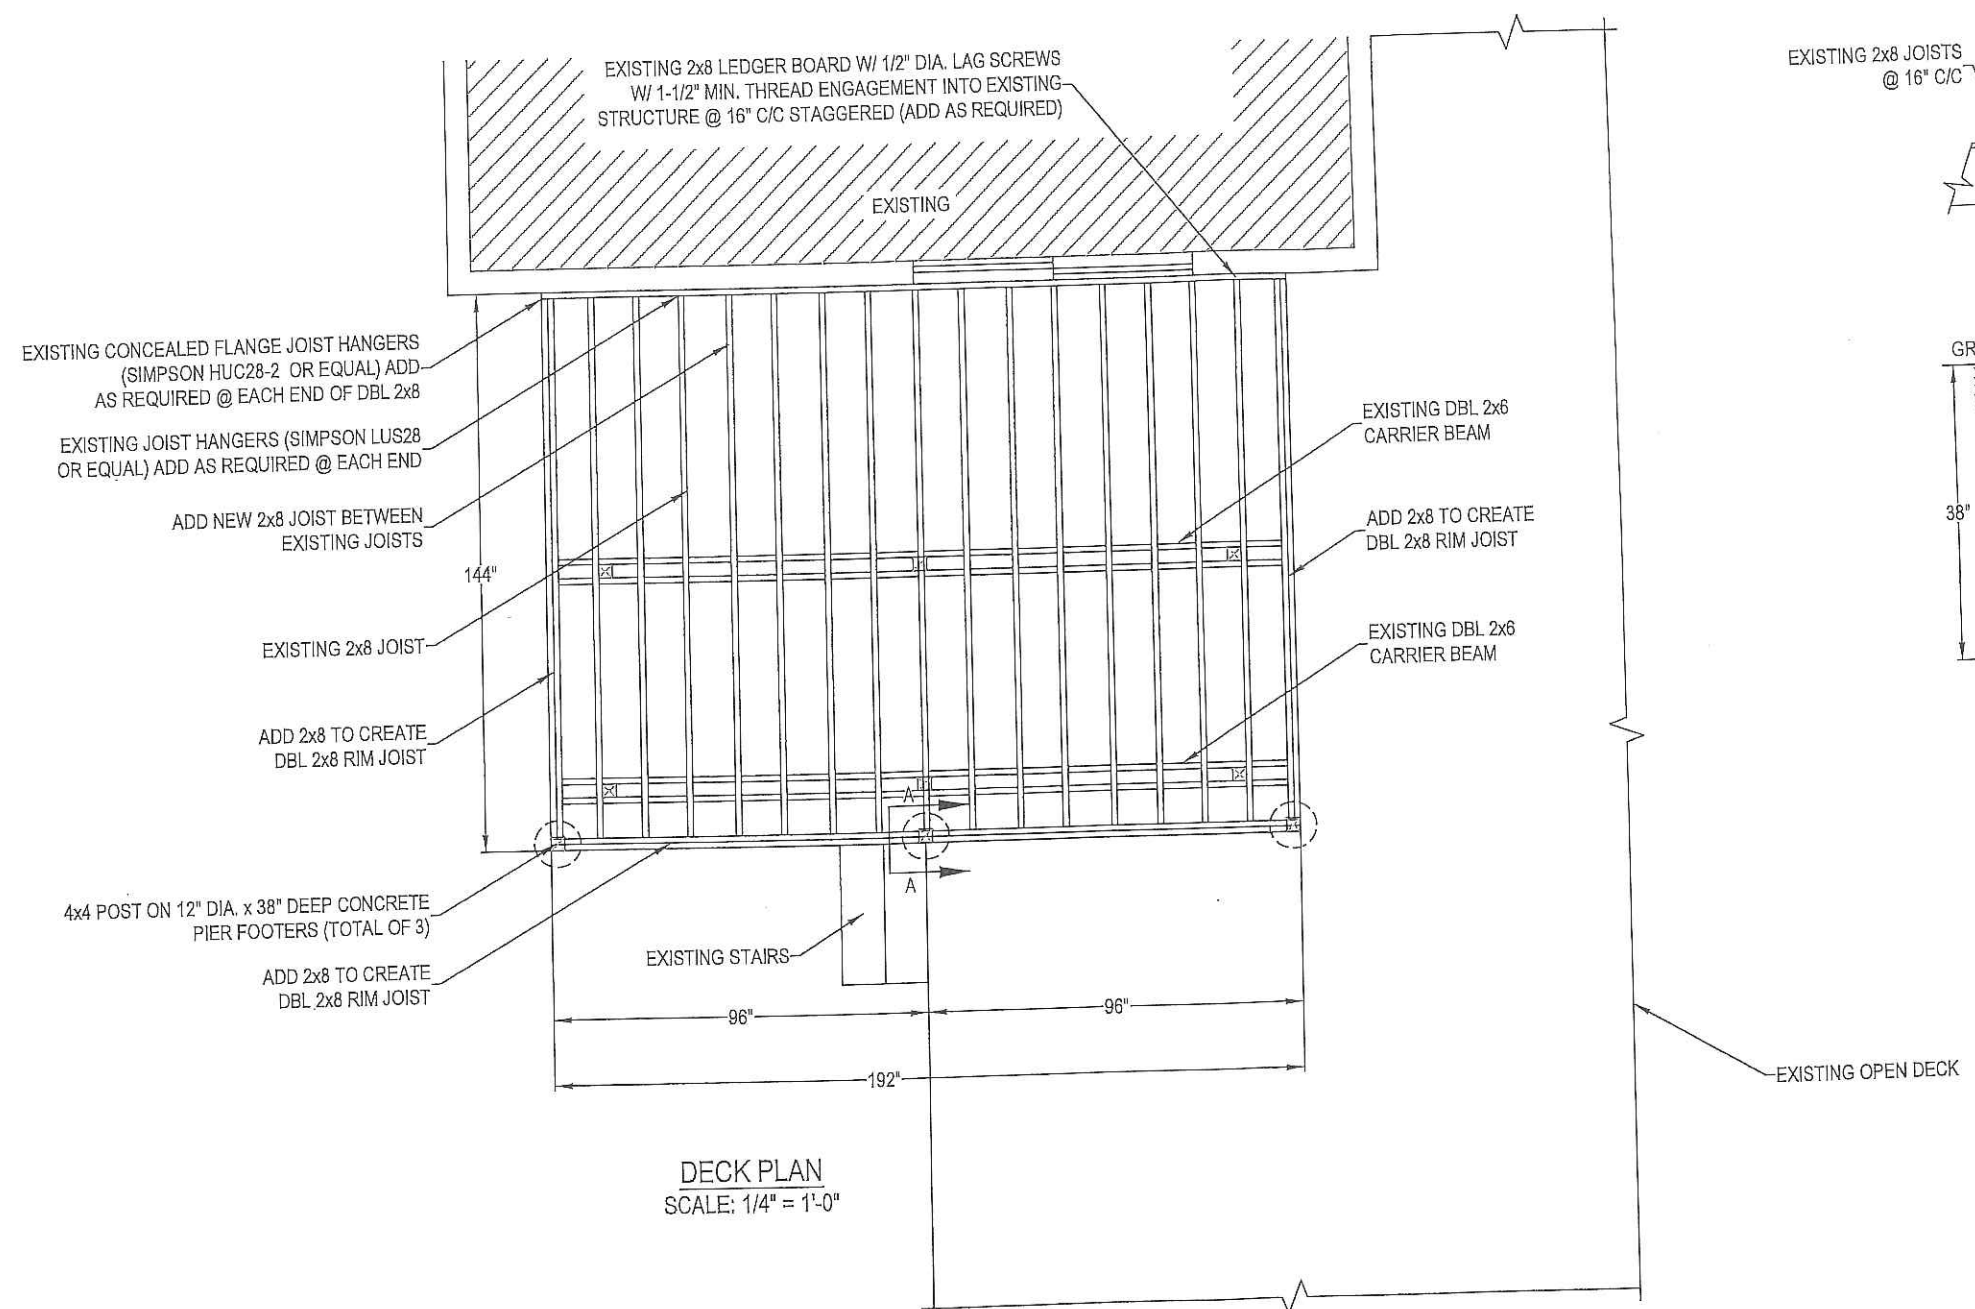 EXISTING 2x8 LEDGER BOARD W/ 1/2" DIA. LAG SCREWS
W/ 1-1/2" MIN. THREAD ENGAGEMENT INTO EXISTING
STRUCTURE @ 16" C/C STAGGERED (ADD AS REQUIRED)
EXISTING 2x8 JOISTS
@ 16" C/C
EXISTING
EXISTING CONCEALED FLANGE JOIST HANGERS
(SIMPSON HUC28-2 OR EQUAL) ADD
AS REQUIRED @ EACH END OF DBL 2x8
EXISTING JOIST HANGERS (SIMPSON LUS28
OR EQUAL) ADD AS REQUIRED @ EACH END
ADD NEW 2x8 JOIST BETWEEN
EXISTING JOISTS
144"
EXISTING 2x8 JOIST
ADD 2x8 TO CREATE
DBL 2x8 RIM JOIST
4x4 POST ON 12" DIA. x 38" DEEP CONCRETE
PIER FOOTERS (TOTAL OF 3)
ADD 2x8 TO CREATE
DBL 2x8 RIM JOIST
EXISTING DBL 2x6
CARRIER BEAM
ADD 2x8 TO CREATE
DBL 2x8 RIM JOIST
EXISTING DBL 2x6
CARRIER BEAM
GR
38"
A
A
EXISTING STAIRS
96"
96"
192"
EXISTING OPEN DECK
DECK PLAN
SCALE: 1/4" = 1'-0"